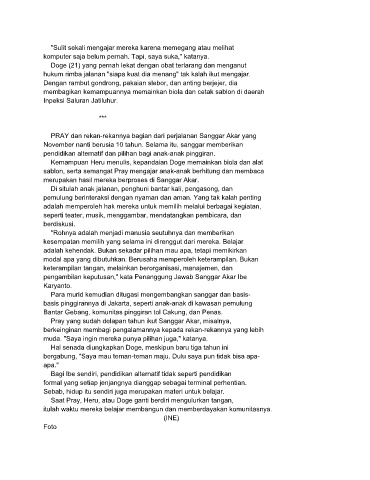 "Sulit sekali mengajar mereka karena memegang atau melihat
komputer saja belum pernah. Tapi, saya suka," katanya.
Doge (21) yang pernah lekat dengan obat terlarang dan menganut
hukum rimba jalanan "siapa kuat dia menang" tak kalah ikut mengajar.
Dengan rambut gondrong, pakaian slebor, dan anting berjejer, dia
membagikan kemampuannya memainkan biola dan cetak sablon di daerah
Inpeksi Saluran Jatiluhur.
***
PRAY dan rekan-rekannya bagian dari perjalanan Sanggar Akar yang
November nanti berusia 10 tahun. Selama itu, sanggar memberikan
pendidikan alternatif dan pilihan bagi anak-anak pinggiran.
Kemampuan Heru menulis, kepandaian Doge memainkan biola dan alat
sablon, serta semangat Pray mengajar anak-anak berhitung dan membaca
merupakan hasil mereka berproses di Sanggar Akar.
Di situlah anak jalanan, penghuni bantar kali, pengasong, dan
pemulung berinteraksi dengan nyaman dan aman. Yang tak kalah penting
adalah memperoleh hak mereka untuk memilih melalui berbagai kegiatan,
seperti teater, musik, menggambar, mendatangkan pembicara, dan
berdiskusi.
"Rohnya adalah menjadi manusia seutuhnya dan memberikan
kesempatan memilih yang selama ini direnggut dari mereka. Belajar
adalah kehendak. Bukan sekadar pilihan mau apa, tetapi memikirkan
modal apa yang dibutuhkan. Berusaha memperoleh keterampilan. Bukan
keterampilan tangan, melainkan berorganisasi, manajemen, dan
pengambilan keputusan," kata Penanggung Jawab Sanggar Akar Ibe
Karyanto.
Para murid kemudian ditugasi mengembangkan sanggar dan basis-
basis pinggirannya di Jakarta, seperti anak-anak di kawasan pemulung
Bantar Gebang, komunitas pinggiran tol Cakung, dan Penas.
Pray yang sudah delapan tahun ikut Sanggar Akar, misalnya,
berkeinginan membagi pengalamannya kepada rekan-rekannya yang lebih
muda. "Saya ingin mereka punya pilihan juga," katanya.
Hal senada diungkapkan Doge, meskipun baru tiga tahun ini
bergabung, "Saya mau teman-teman maju. Dulu saya pun tidak bisa apa-
apa."
Bagi Ibe sendiri, pendidikan alternatif tidak seperti pendidikan
formal yang setiap jenjangnya dianggap sebagai terminal perhentian.
Sebab, hidup itu sendiri juga merupakan materi untuk belajar.
Saat Pray, Heru, atau Doge ganti berdiri mengulurkan tangan,
itulah waktu mereka belajar membangun dan memberdayakan komunitasnya.
(INE)
Foto